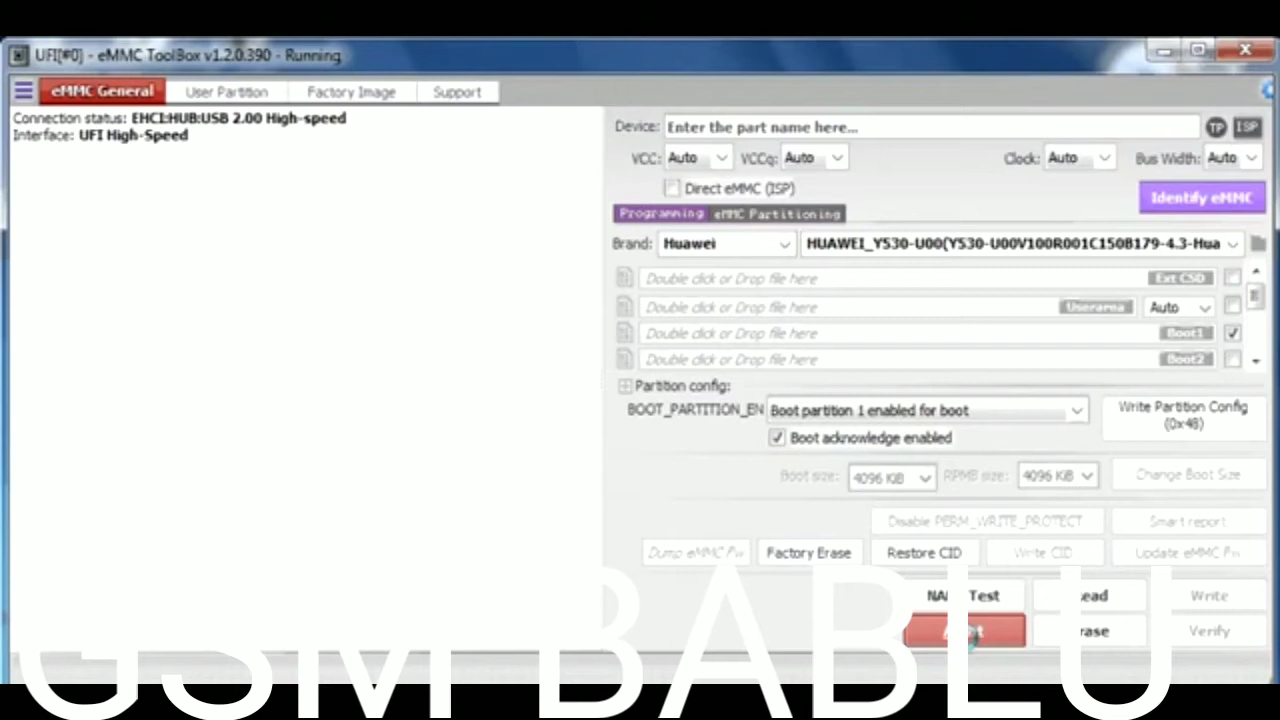 UFI[#0] - eMMC ToolBox v1.2.0.390 - Running
eMMC General User Partition Factory Image Support
Connection status: EHCI:HUB:USB 2.00 High-speed
Interface: UFI High-Speed
Device: Enter the part name here... TP ISP
VCC: Auto VCCq: Auto Clock: Auto Bus Width: Auto
Direct eMMC (ISP)
Identify eMMC
Programming eMMC Partitioning
Brand: Huawei HUAWEI_Y530-U00(Y530-U00V100R001C150B179-4.3-Hua
Double click or Drop file here Ext CSD
Double click or Drop file here Userarea Auto
Double click or Drop file here Boot1
Double click or Drop file here Boot2
Partition config:
BOOT_PARTITION_EN Boot partition 1 enabled for boot
Write Partition Config
(0x48)
Boot acknowledge enabled
Boot size: 4096 KiB RPMB size: 4096 KiB Change Boot Size
Disable PERM_WRITE_PROTECT Smart report
Dump eMMC Fw Factory Erase Restore CID Write CID Update eMMC Fw
Test Write
Verify
GSM BABLU